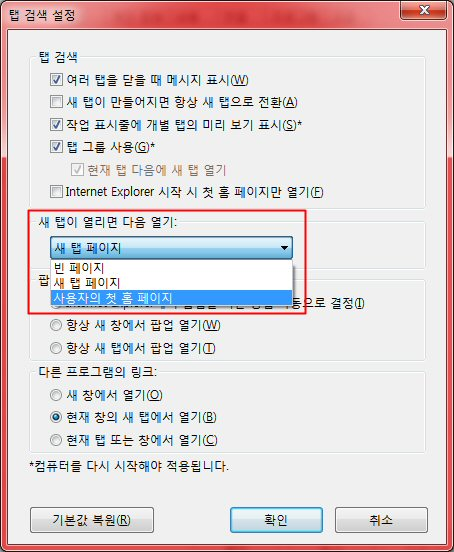 탭 검색 설정
탭 검색
여러 탭을 닫을 때 메시지 표시(W)
새 탭이 만들어지면 항상 새 탭으로 전환(A)
작업 표시줄에 개별 탭의 미리 보기 표시(S)*
탭 그룹 사용(G)*
현재 탭 다음에 새 탭 열기
Internet Explorer 시작 시 첫 홈 페이지만 열기(F)
새 탭이 열리면 다음 열기:
새 탭 페이지
빈 페이지
새 탭 페이지
사용자의 첫 홈 페이지
팝
으로 결정(I)
항상 새 창에서 팝업 열기(W)
항상 새 탭에서 팝업 열기(T)
다른 프로그램의 링크:
새 창에서 열기(O)
현재 창의 새 탭에서 열기(B)
현재 탭 또는 창에서 열기(C)
*컴퓨터를 다시 시작해야 적용됩니다.
기본값 복원(R)
확인
취소